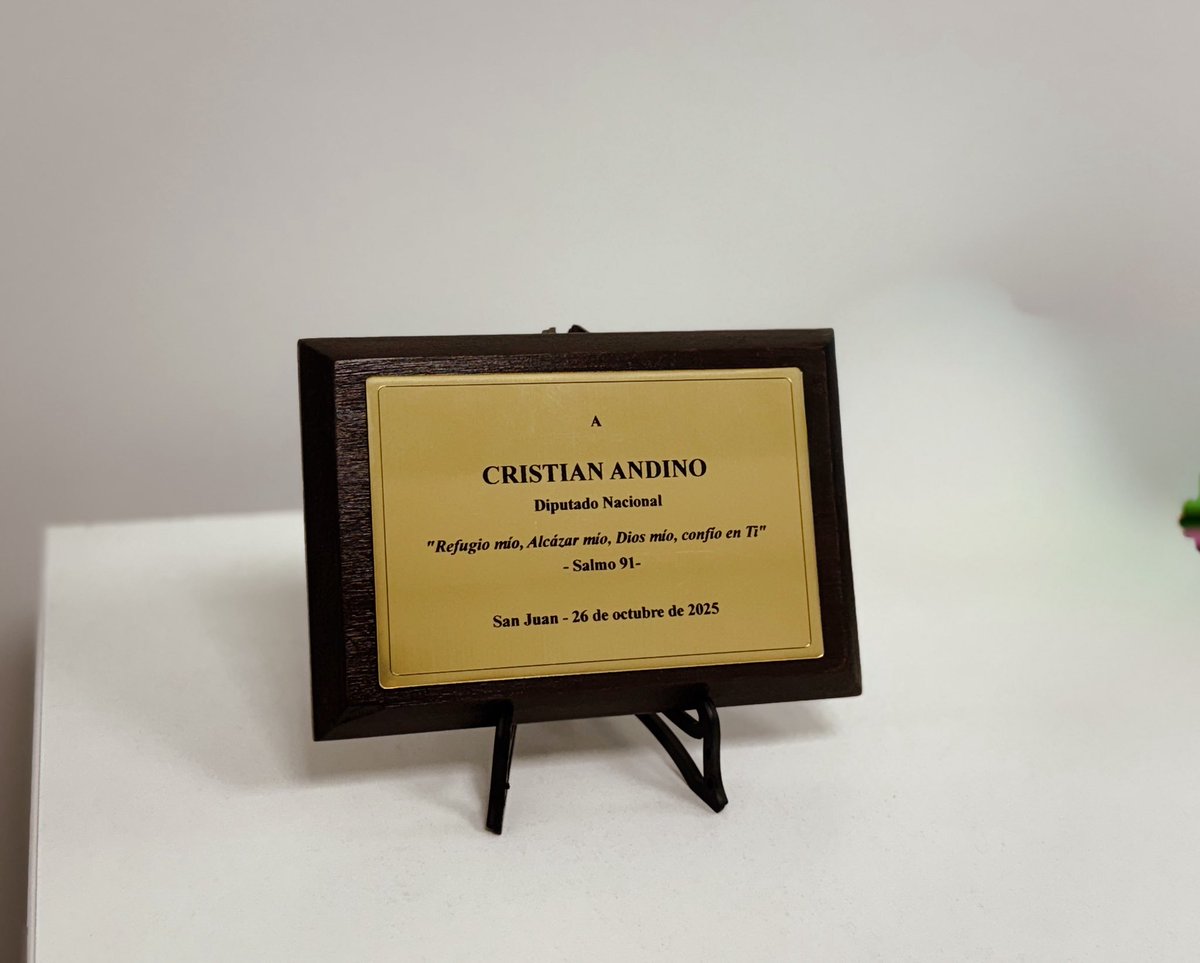 A
CRISTIAN ANDINO
Diputado Nacional
"Refugio mío, Alcázar mío, Dios mío, confío en Ti"
- Salmo 91-
San Juan - 26 de octubre de 2025